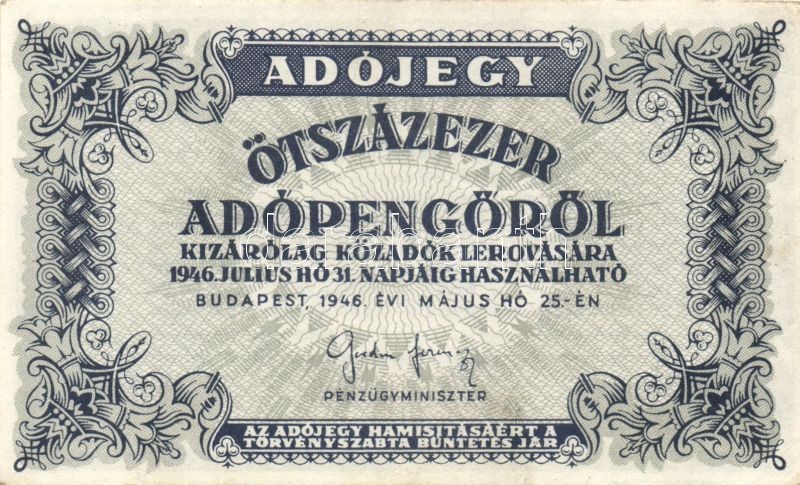 ADÓJEGY
ÖTSZÁZEZER
ADÓPENGŐRŐL
KIZÁRÓLAG KÖZADÓK LEROVÁSÁRA
1946. JULIUS HÓ 31. NAPJÁIG HASZNÁLHATÓ
BUDAPEST, 1946. ÉVI MÁJUS HÓ 25.-ÉN
PÉNZÜGYMINISZTER
AZ ADÓJEGY HAMISITÁSÁÉRT A
TÖRVÉNYSZABTA BÜNTETÉS JÁR